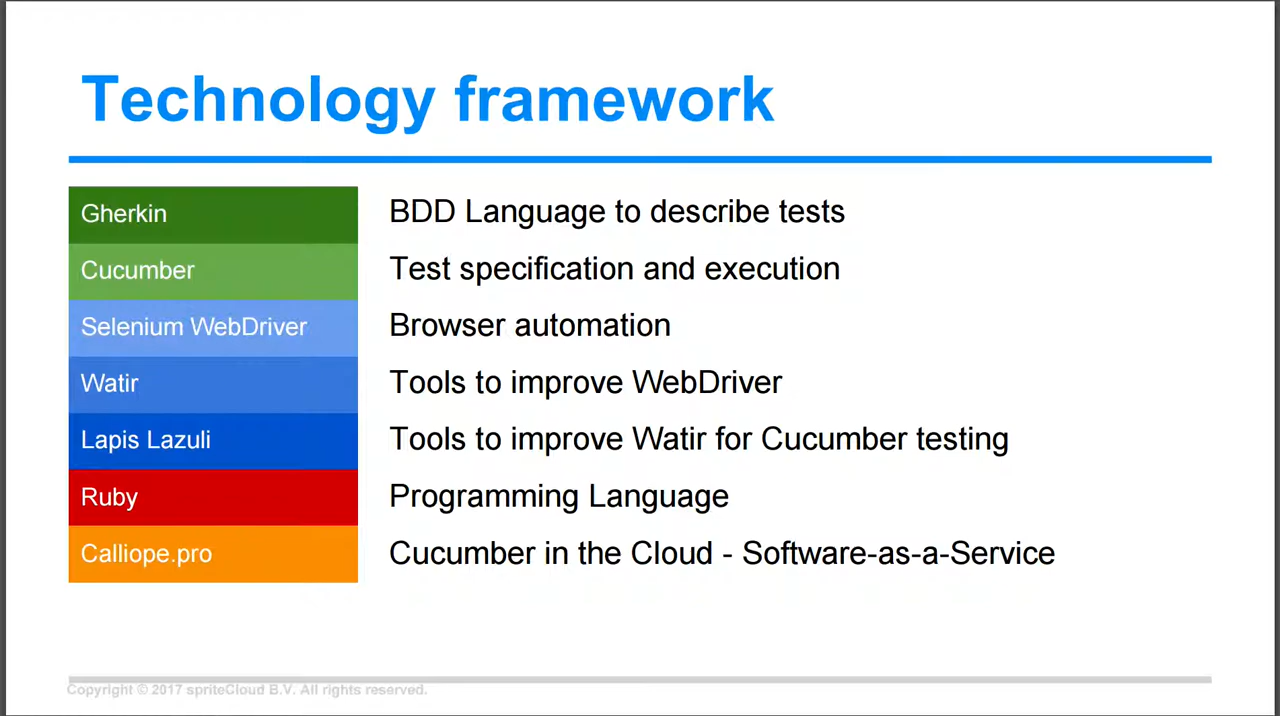 Technology framework
Gherkin BDD Language to describe tests
Cucumber Test specification and execution
Selenium WebDriver Browser automation
Watir Tools to improve WebDriver
Lapis Lazuli Tools to improve Watir for Cucumber testing
Ruby Programming Language
Calliope.pro Cucumber in the Cloud - Software-as-a-Service
Copyright © 2017 spriteCloud B.V. All rights reserved.